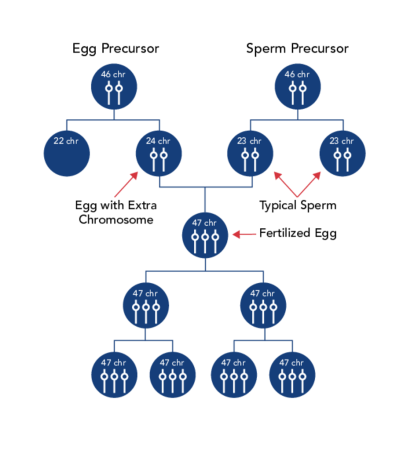 Egg Precursor
Sperm Precursor
46 chr
46 chr
22 chr
24 chr
23 chr
23 chr
Egg with Extra
Chromosome
Typical Sperm
47 chr
Fertilized Egg
47 chr
47 chr
47 chr
47 chr
47 chr
47 chr